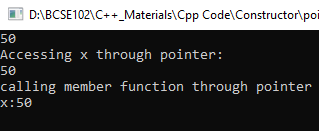 D:\BCSE102\C++_Materials\Cpp Code\Constructor\poi
50
Accessing x through pointer:
50
calling member function through pointer
x:50